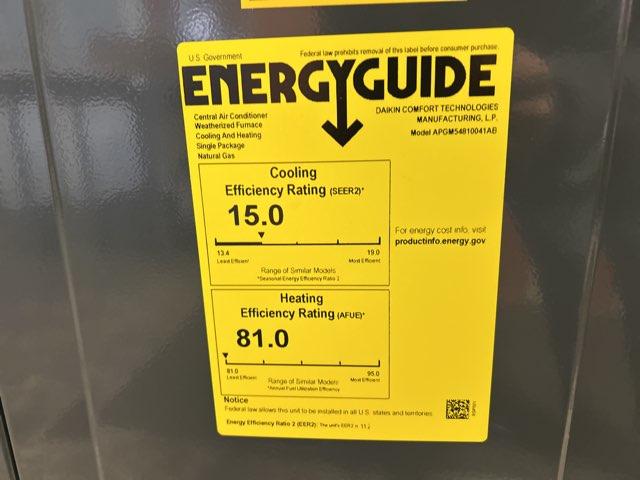 U.S. Government
Federal law prohibits removal of this label before consumer purchase.
ENERGYGUIDE
Central Air Conditioner
Weatherized Furnace
Cooling And Heating
Single Package
Natural Gas
DAIKIN COMFORT TECHNOLOGIES
MANUFACTURING, L.P.
Model APGM54810041AB
Cooling
Efficiency Rating (SEER2)*
15.0
13.4 19.0
Least Efficient Most Efficient
Range of Similar Models
*Seasonal Energy Efficiency Ratio 2
For energy cost info, visit
productinfo.energy.gov
Heating
Efficiency Rating (AFUE)*
81.0
81.0 95.0
Least Efficient Most Efficient
Range of Similar Models
*Annual Fuel Utilization Efficiency
Notice
Federal law allows this unit to be installed in all U.S. states and territories.
Energy Efficiency Ratio 2 (EER2): The unit's EER2 is